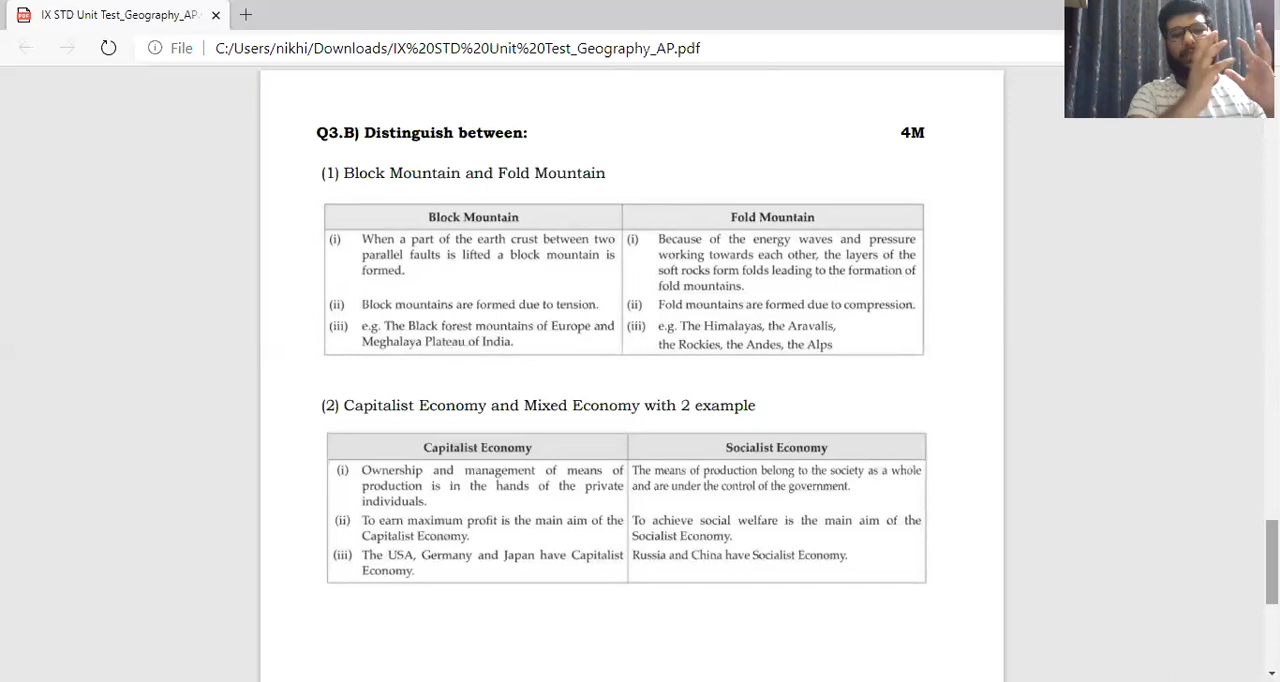 IX STD Unit Test_Geography_AP.
File
C:/Users/nikhi/Downloads/IX%20STD%20Unit%20Test_Geography_AP.pdf
Q3.B) Distinguish between: 4M
(1) Block Mountain and Fold Mountain
Block Mountain
Fold Mountain
(i) When a part of the earth crust between two
parallel faults is lifted a block mountain is
formed.
(i) Because of the energy waves and pressure
working towards each other, the layers of the
soft rocks form folds leading to the formation of
fold mountains.
(ii) Block mountains are formed due to tension.
(ii) Fold mountains are formed due to compression.
(iii) e.g. The Black forest mountains of Europe and
Meghalaya Plateau of India.
(iii) e.g. The Himalayas, the Aravalis,
the Rockies, the Andes, the Alps
(2) Capitalist Economy and Mixed Economy with 2 example
Capitalist Economy
Socialist Economy
(i) Ownership and management of means of
production is in the hands of the private
individuals.
The means of production belong to the society as a whole
and are under the control of the government.
(ii) To earn maximum profit is the main aim of the
Capitalist Economy.
To achieve social welfare is the main aim of the
Socialist Economy.
(iii) The USA, Germany and Japan have Capitalist
Economy.
Russia and China have Socialist Economy.